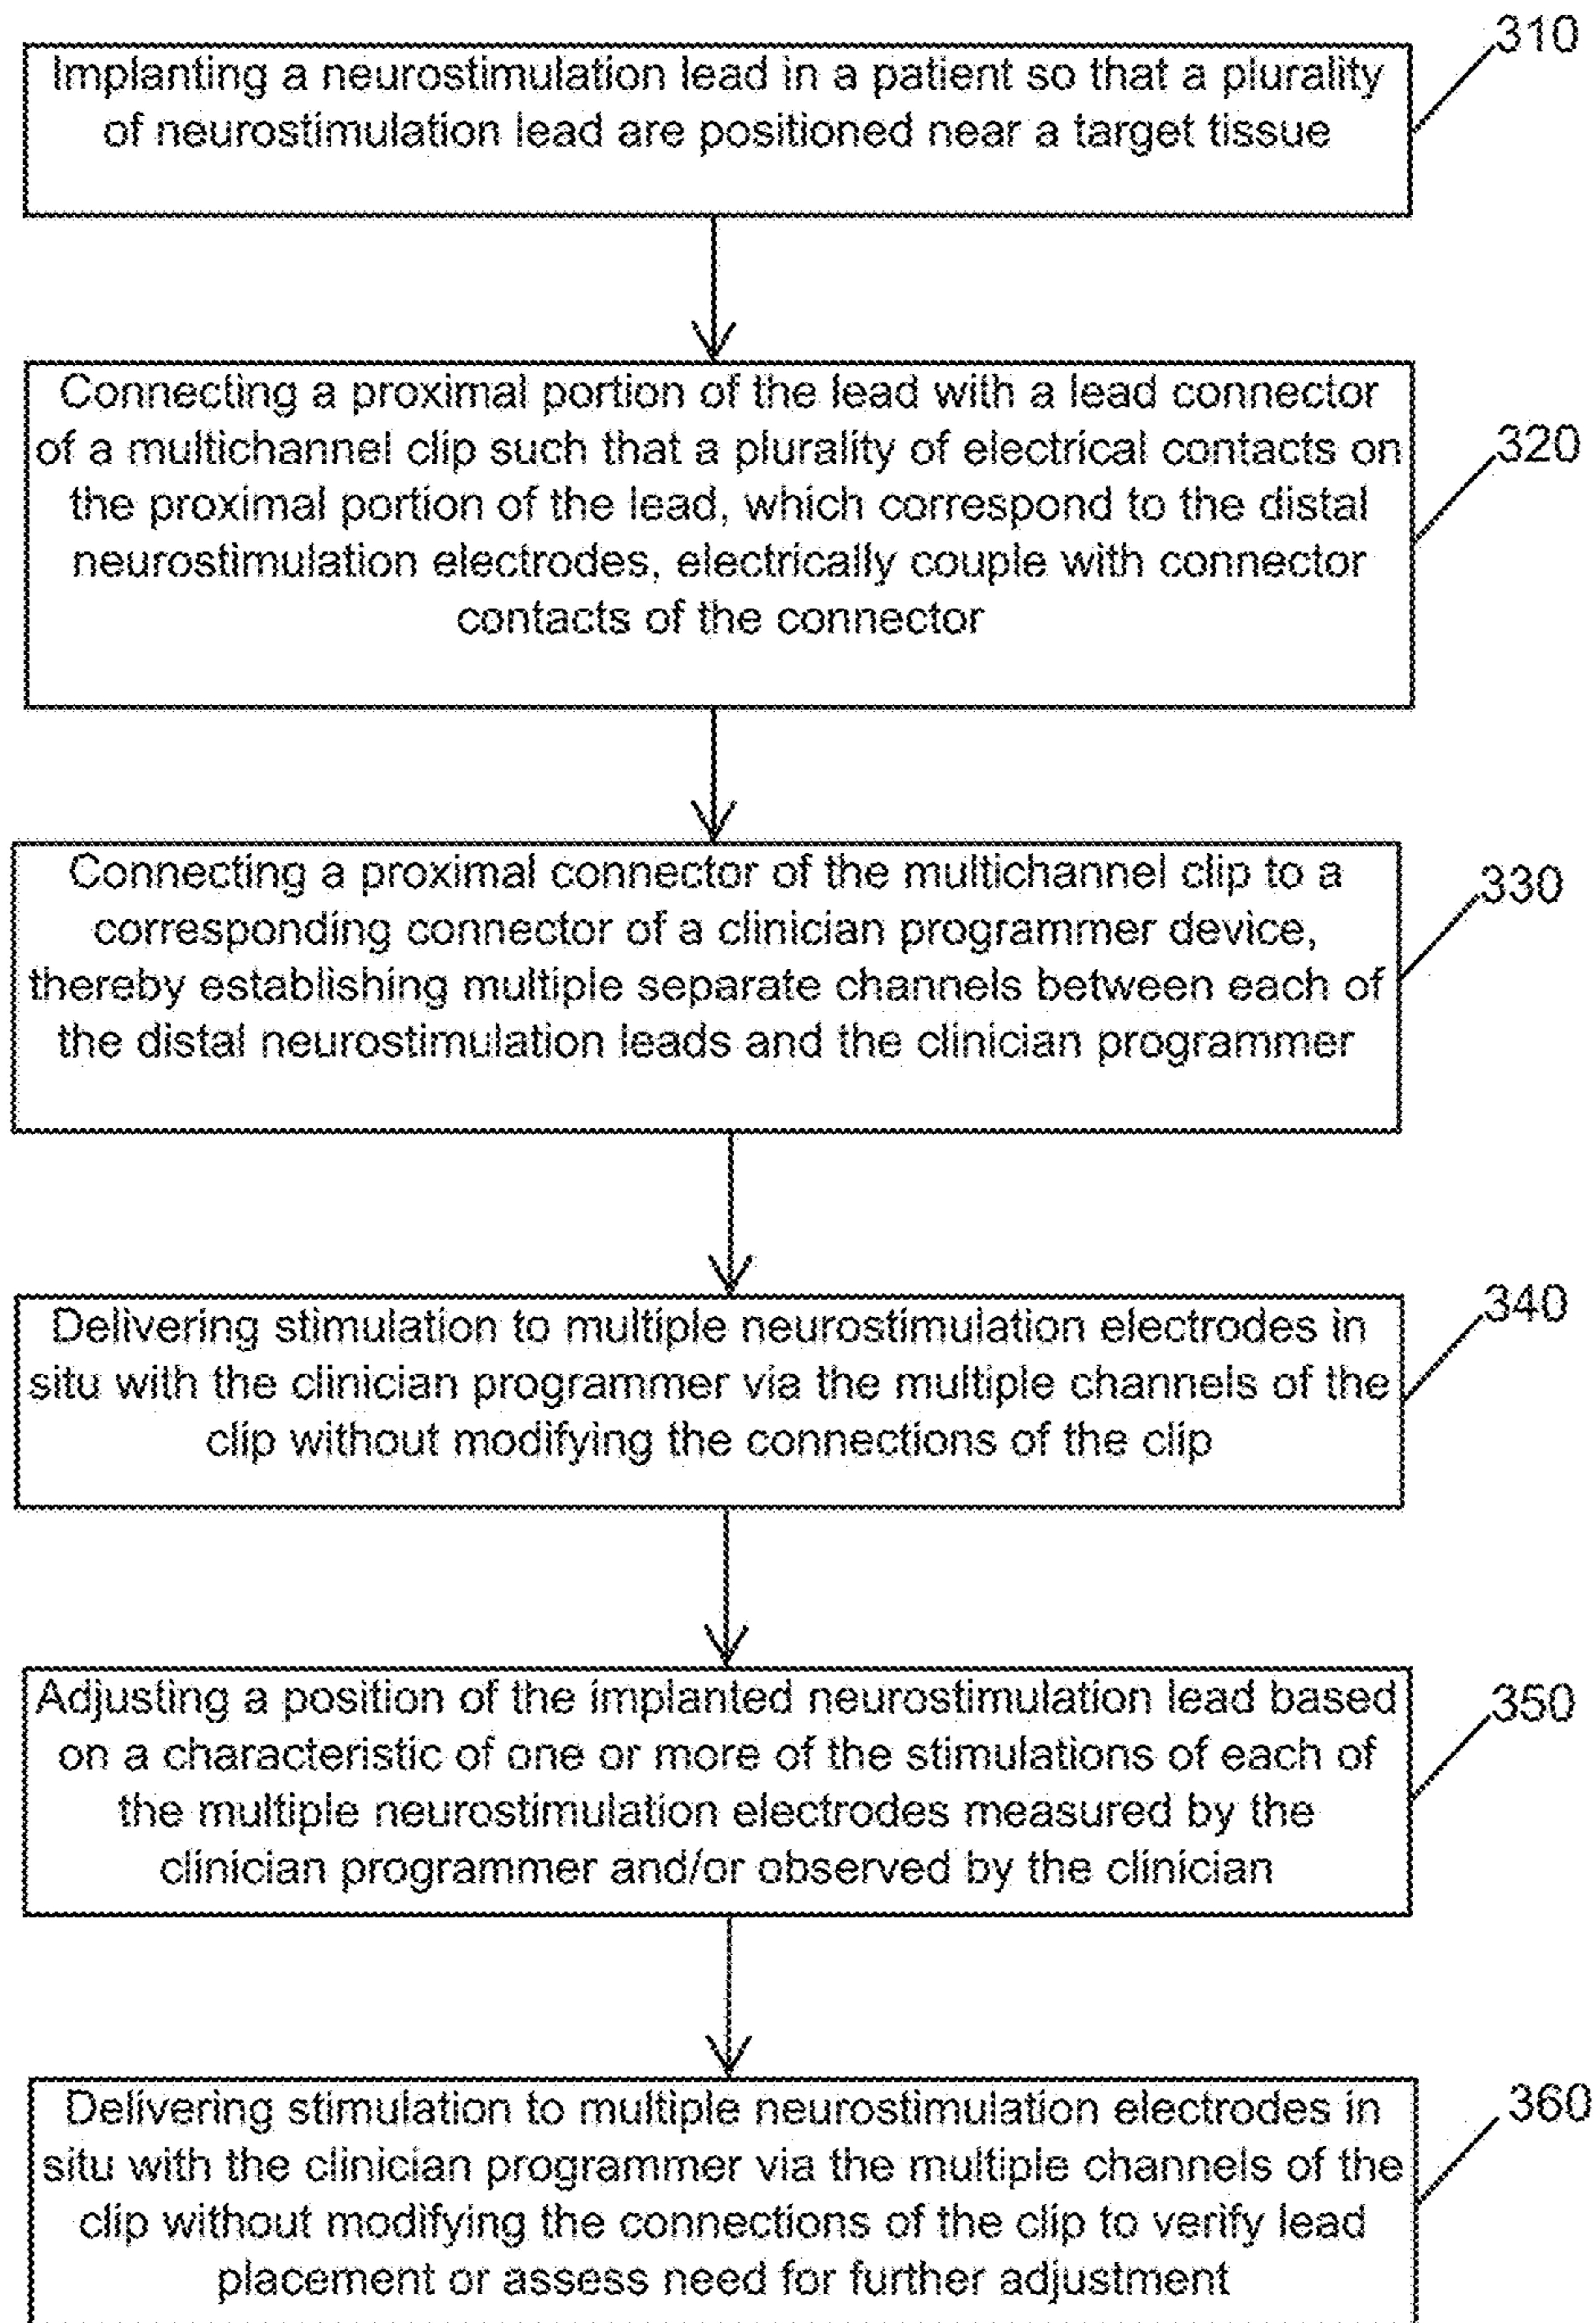 310
Implanting a neurostimulation lead in a patient so that a plurality
of neurostimulation lead are positioned near a target tissue
320
Connecting a proximal portion of the lead with a lead connector
of a multichannel clip such that a plurality of electrical contacts on
the proximal portion of the lead, which correspond to the distal
neurostimulation electrodes, electrically couple with connector
contacts of the connector
330
Connecting a proximal connector of the multichannel clip to a
corresponding connector of a clinician programmer device,
thereby establishing multiple separate channels between each of
the distal neurostimulation leads and the clinician programmer
340
Delivering stimulation to multiple neurostimulation electrodes in
situ with the clinician programmer via the multiple channels of the
clip without modifying the connections of the clip
350
Adjusting a position of the implanted neurostimulation lead based
on a characteristic of one or more of the stimulations of each of
the multiple neurostimulation electrodes measured by the
clinician programmer and/or observed by the clinician
360
Delivering stimulation to multiple neurostimulation electrodes in
situ with the clinician programmer via the multiple channels of the
clip without modifying the connections of the clip to verify lead
placement or assess need for further adjustment